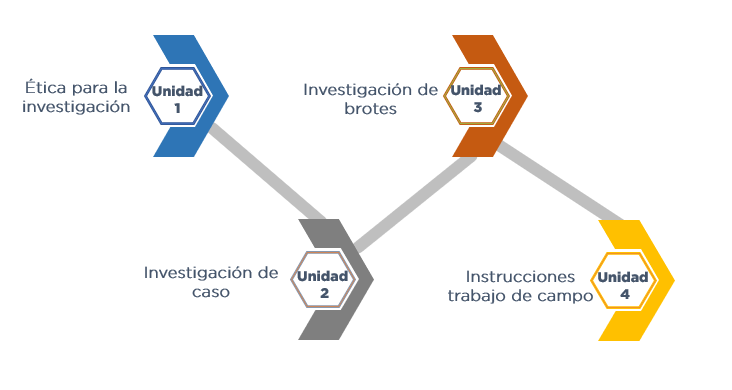 Ética para la
investigación
Unidad
1
Investigación de
caso
Unidad
2
Investigación de
brotes
Unidad
3
Instrucciones
trabajo de campo
Unidad
4